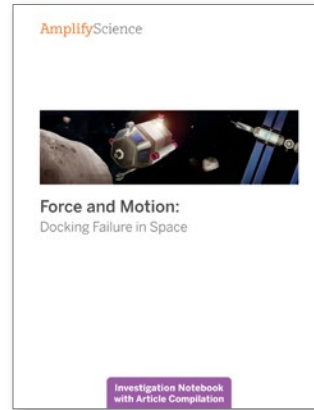 AmplifyScience
Force and Motion:
Docking Failure in Space
Investigation Notebook
with Article Compilation